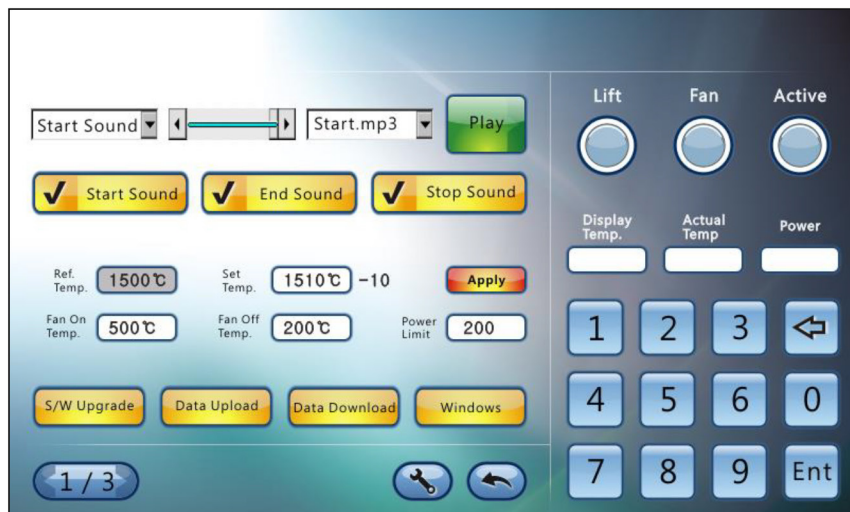 Lift Fan Active
Start Sound Start.mp3 Play
Start Sound End Sound Stop Sound
Display Temp. Actual Temp Power
Ref. Temp. 1500℃ Set Temp. 1510℃ -10 Apply
Fan On Temp. 500℃ Fan Off Temp. 200℃ Power Limit 200
1 2 3
4 5 6 0
7 8 9 Ent
S/W Upgrade Data Upload Data Download Windows
1 / 3